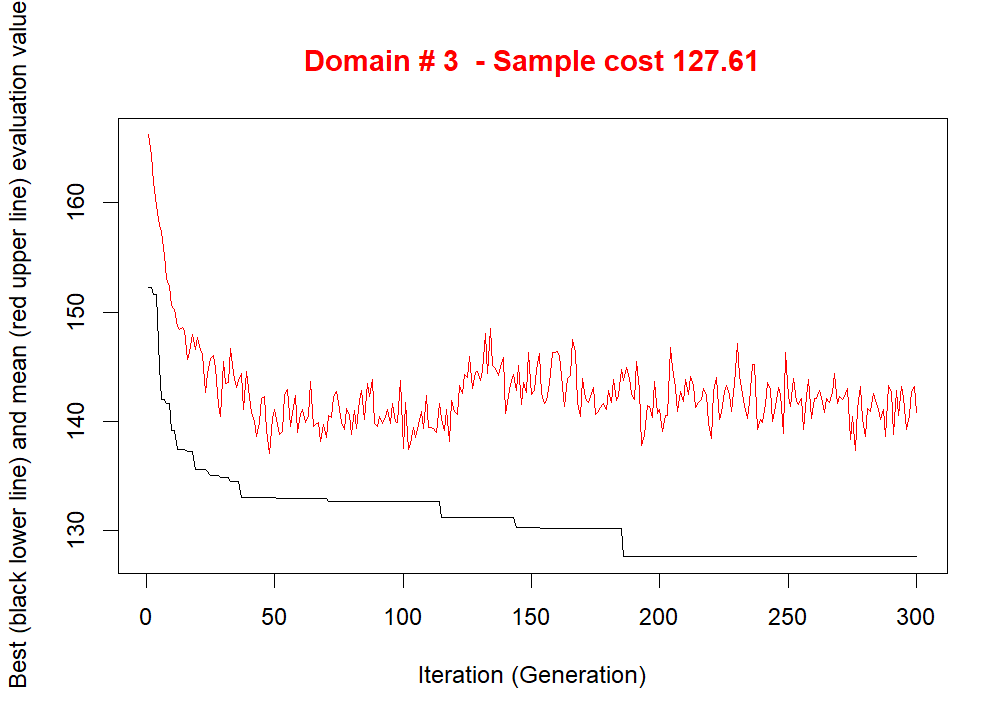 Domain # 3  - Sample cost 127.61
Best (black lower line) and mean (red upper line) evaluation value
160
150
140
130
0 50 100 150 200 250 300
Iteration (Generation)